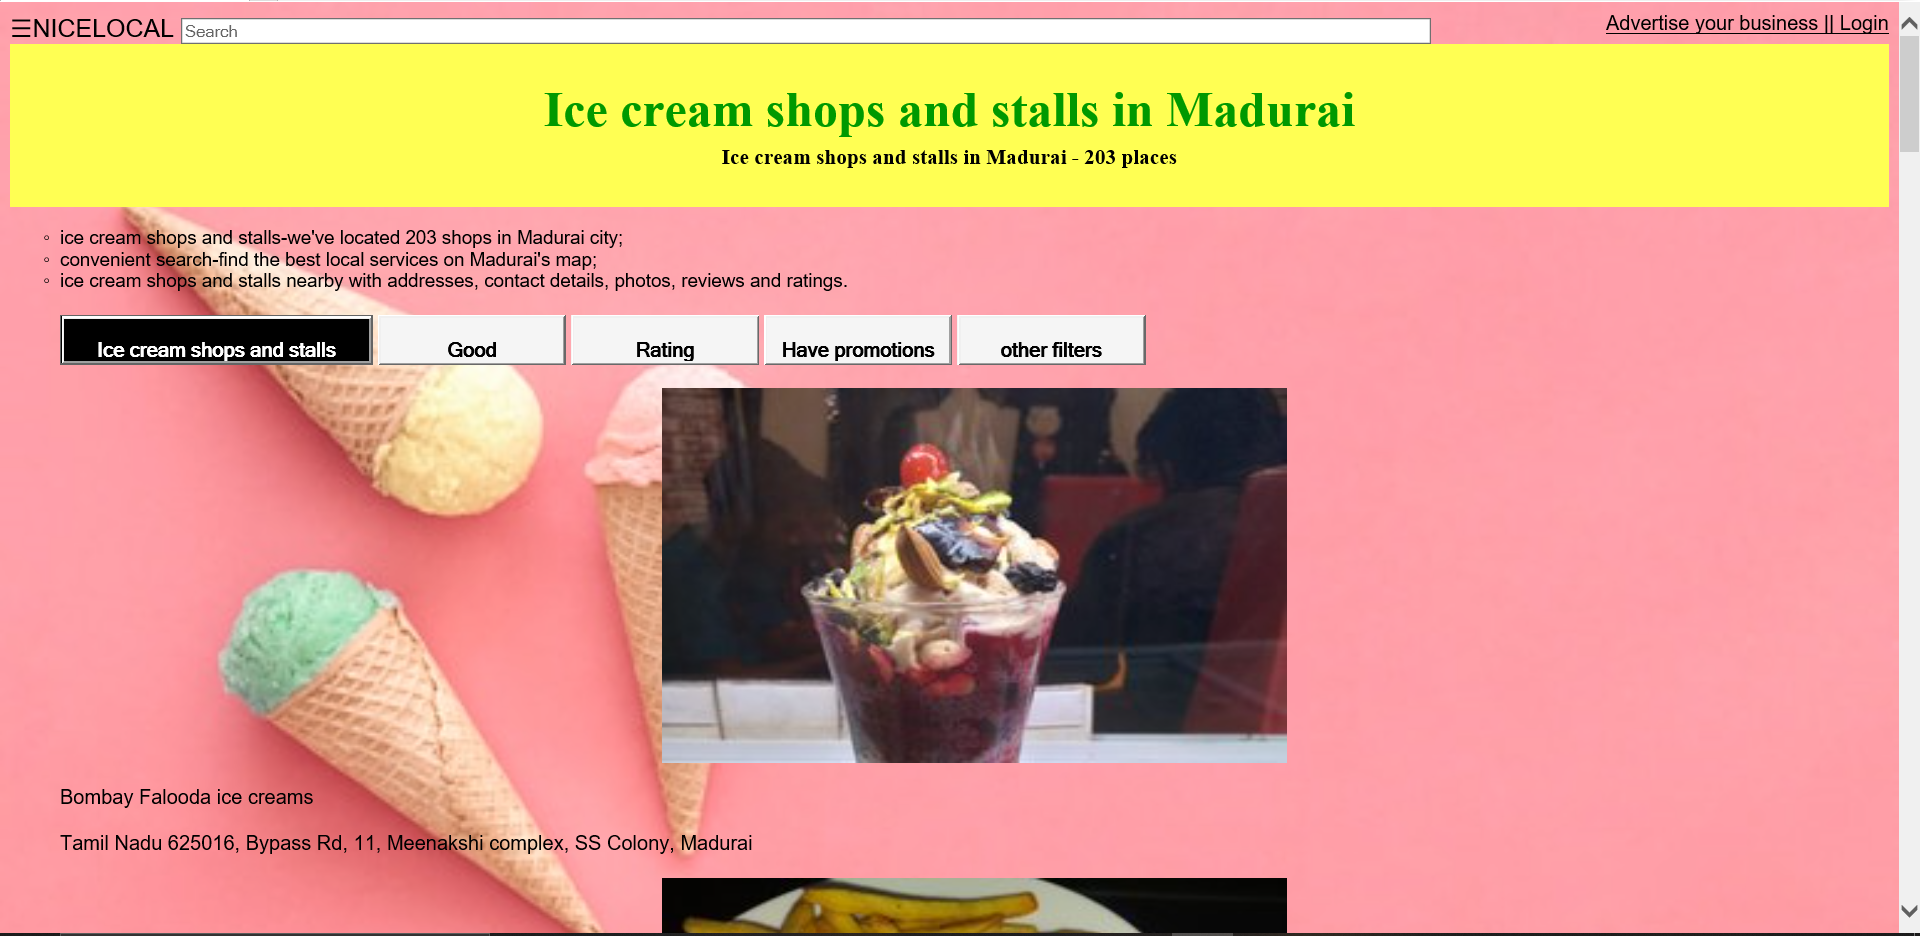 ☰NICELOCAL Search Advertise your business || Login
Ice cream shops and stalls in Madurai
Ice cream shops and stalls in Madurai - 203 places
ice cream shops and stalls-we've located 203 shops in Madurai city;
convenient search-find the best local services on Madurai's map;
ice cream shops and stalls nearby with addresses, contact details, photos, reviews and ratings.
Ice cream shops and stalls Good Rating Have promotions other filters
Bombay Falooda ice creams
Tamil Nadu 625016, Bypass Rd, 11, Meenakshi complex, SS Colony, Madurai